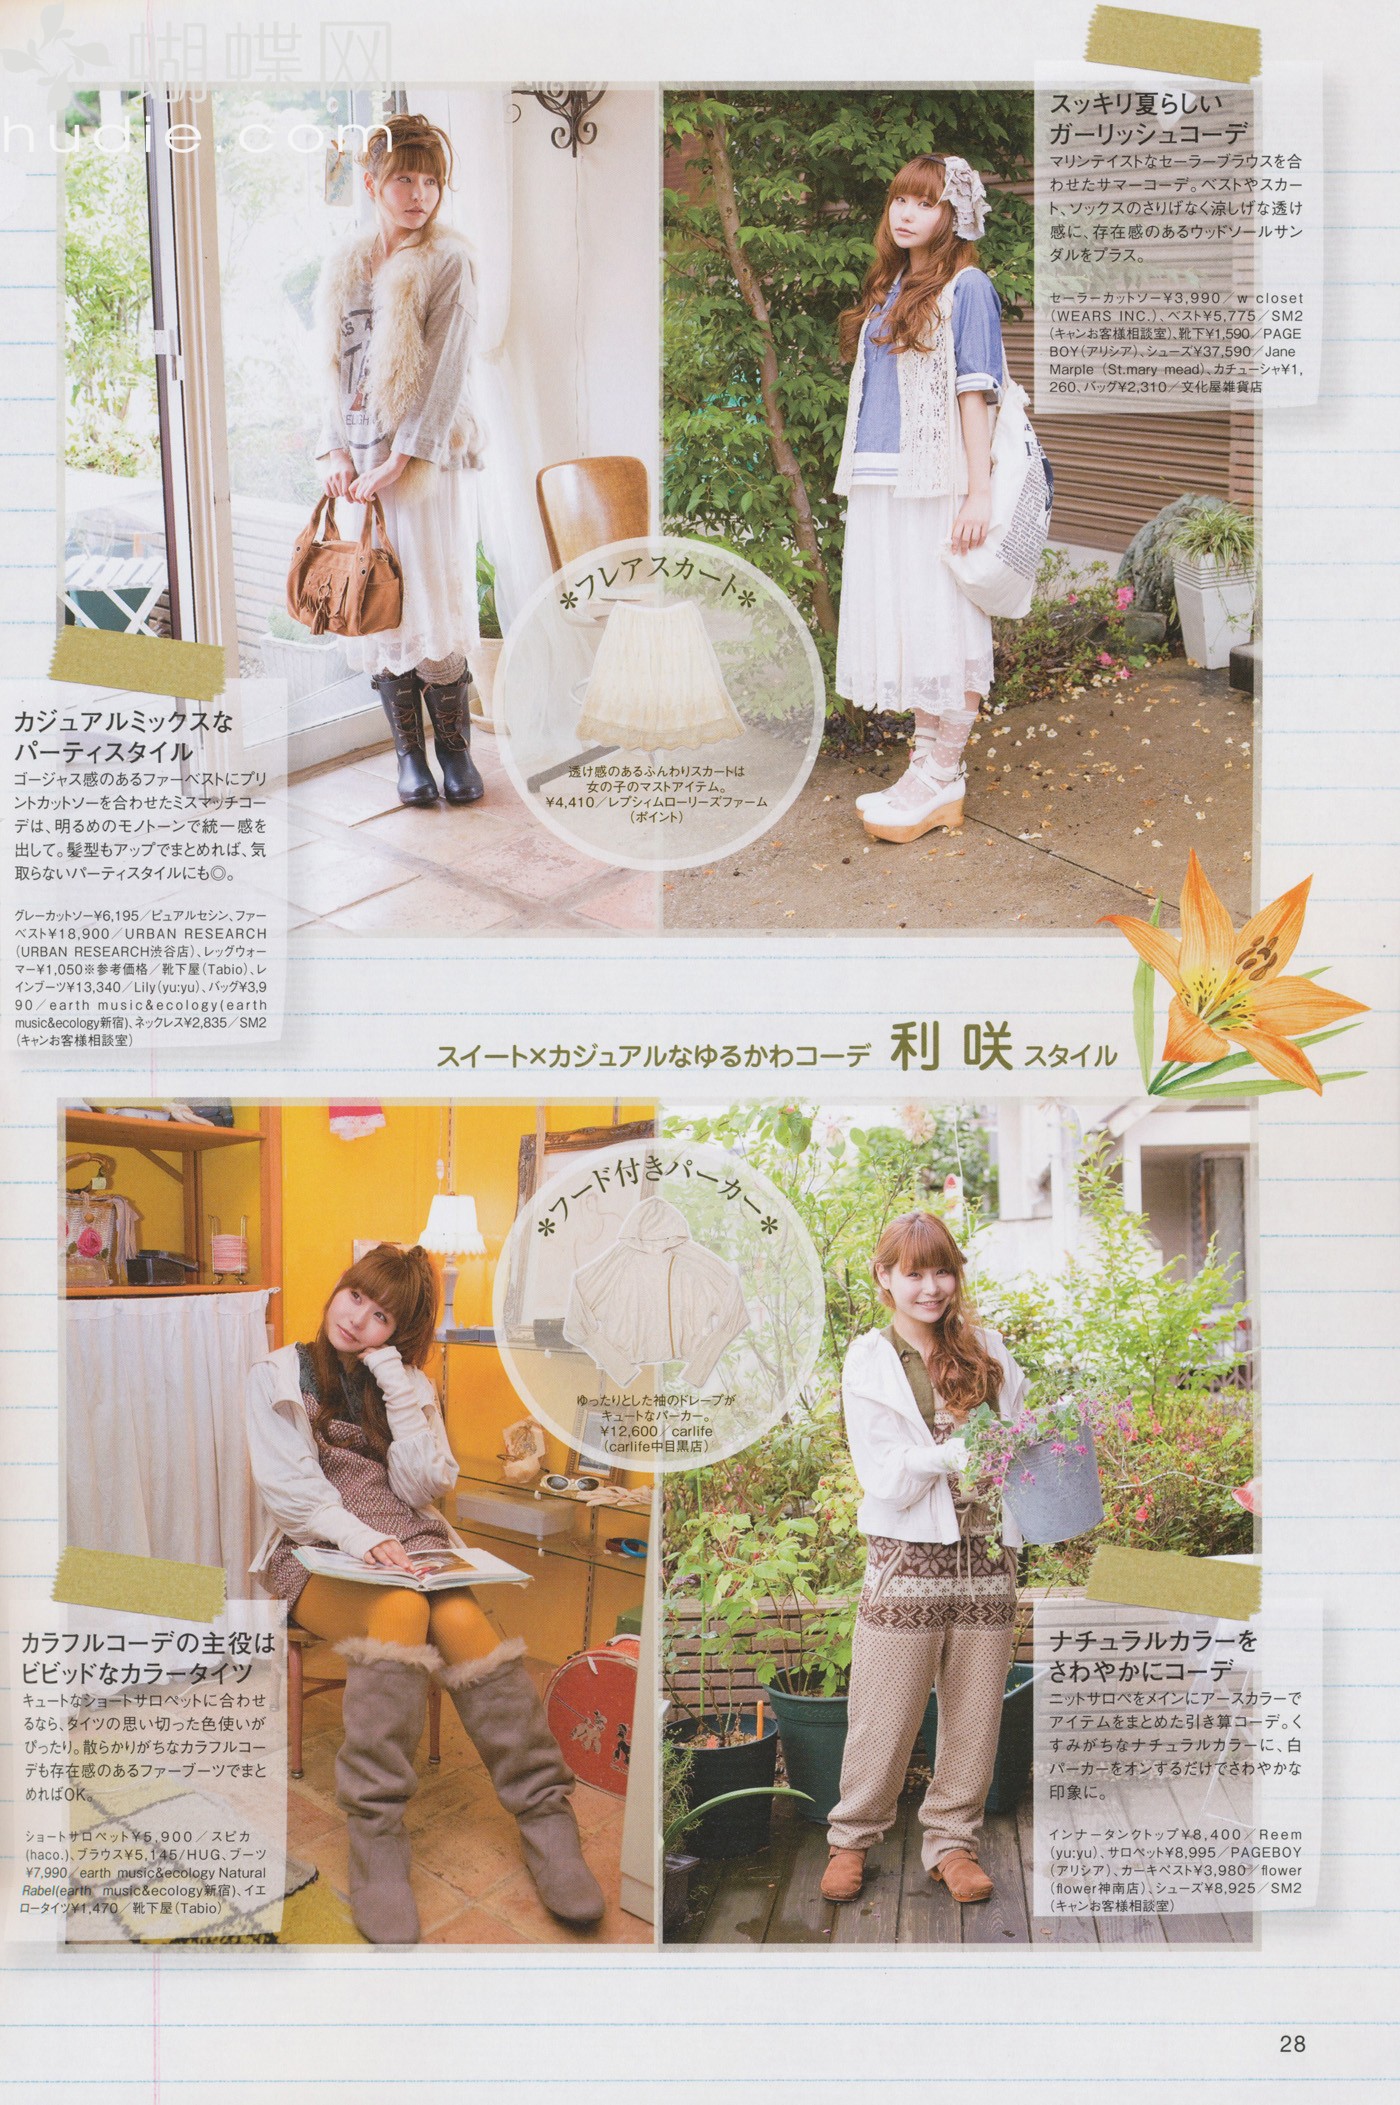 蝴蝶网
hudie.com
スッキリ夏らしい
ガーリッシュコーデ
マリンテイストなセーラーブラウスを合
わせたサマーコーデ。ベストやスカー
ト、ソックスのさりげなく涼しげな透け
感に、存在感のあるウッドソールサン
ダルをプラス。
セーラーカットソー¥3,990/w closet
(WEARS INC.)、ベスト¥5,775/SM2
(キャンお客様相談室)、靴下¥1,590/PAGE
BOY(アリシア)、シューズ¥37,590/Jane
Marple (St.mary mead)、カチューシャ¥1,
260、バッグ¥2,310/文化屋雑貨店
*フレアスカート*
透け感のあるふんわりスカートは
女の子のマストアイテム。
¥4,410/レプシィムローリーズファーム
(ポイント)
カジュアルミックスな
パーティスタイル
ゴージャス感のあるファーベストにプリ
ントカットソーを合わせたミスマッチコー
デは、明るめのモノトーンで統一感を
出して。髪型もアップでまとめれば、気
取らないパーティスタイルにも◎。
グレーカットソー¥6,195/ピュアルセシン、ファー
ベスト¥18,900/URBAN RESEARCH
(URBAN RESEARCH渋谷店)、レッグウォー
マー¥1,050※参考価格/靴下屋(Tabio)、レ
インブーツ¥13,340/Lily(yu:yu)、バッグ¥3,9
90/earth music&ecology(earth
music&ecology新宿)、ネックレス¥2,835/SM2
(キャンお客様相談室)
スイート×カジュアルなゆるかわコーデ 利咲スタイル
*フード付きパーカー*
ゆったりとした袖のドレープが
キュートなパーカー。
¥12,600/carlife
(carlife中目黒店)
カラフルコーデの主役は
ビビッドなカラータイツ
キュートなショートサロペットに合わせ
るなら、タイツの思い切った色使いが
ぴったり。散らかりがちなカラフルコー
デも存在感のあるファーブーツでまと
めればOK。
ショートサロペット¥5,900/スピカ
(haco.)、ブラウス¥5,145/HUG、ブーツ
¥7,990/earth music&ecology Natural
Rabel(earth music&ecology新宿)、イエ
ロータイツ¥1,470/靴下屋(Tabio)
ナチュラルカラーを
さわやかにコーデ
ニットサロペをメインにアースカラーで
アイテムをまとめた引き算コーデ。く
すみがちなナチュラルカラーに、白
パーカーをオンするだけでさわやかな
印象に。
インナータンクトップ¥8,400/Reem
(yu:yu)、サロペット¥8,995/PAGEBOY
(アリシア)、カーキベスト¥3,980/flower
(flower神南店)、シューズ¥8,925/SM2
(キャンお客様相談室)
28